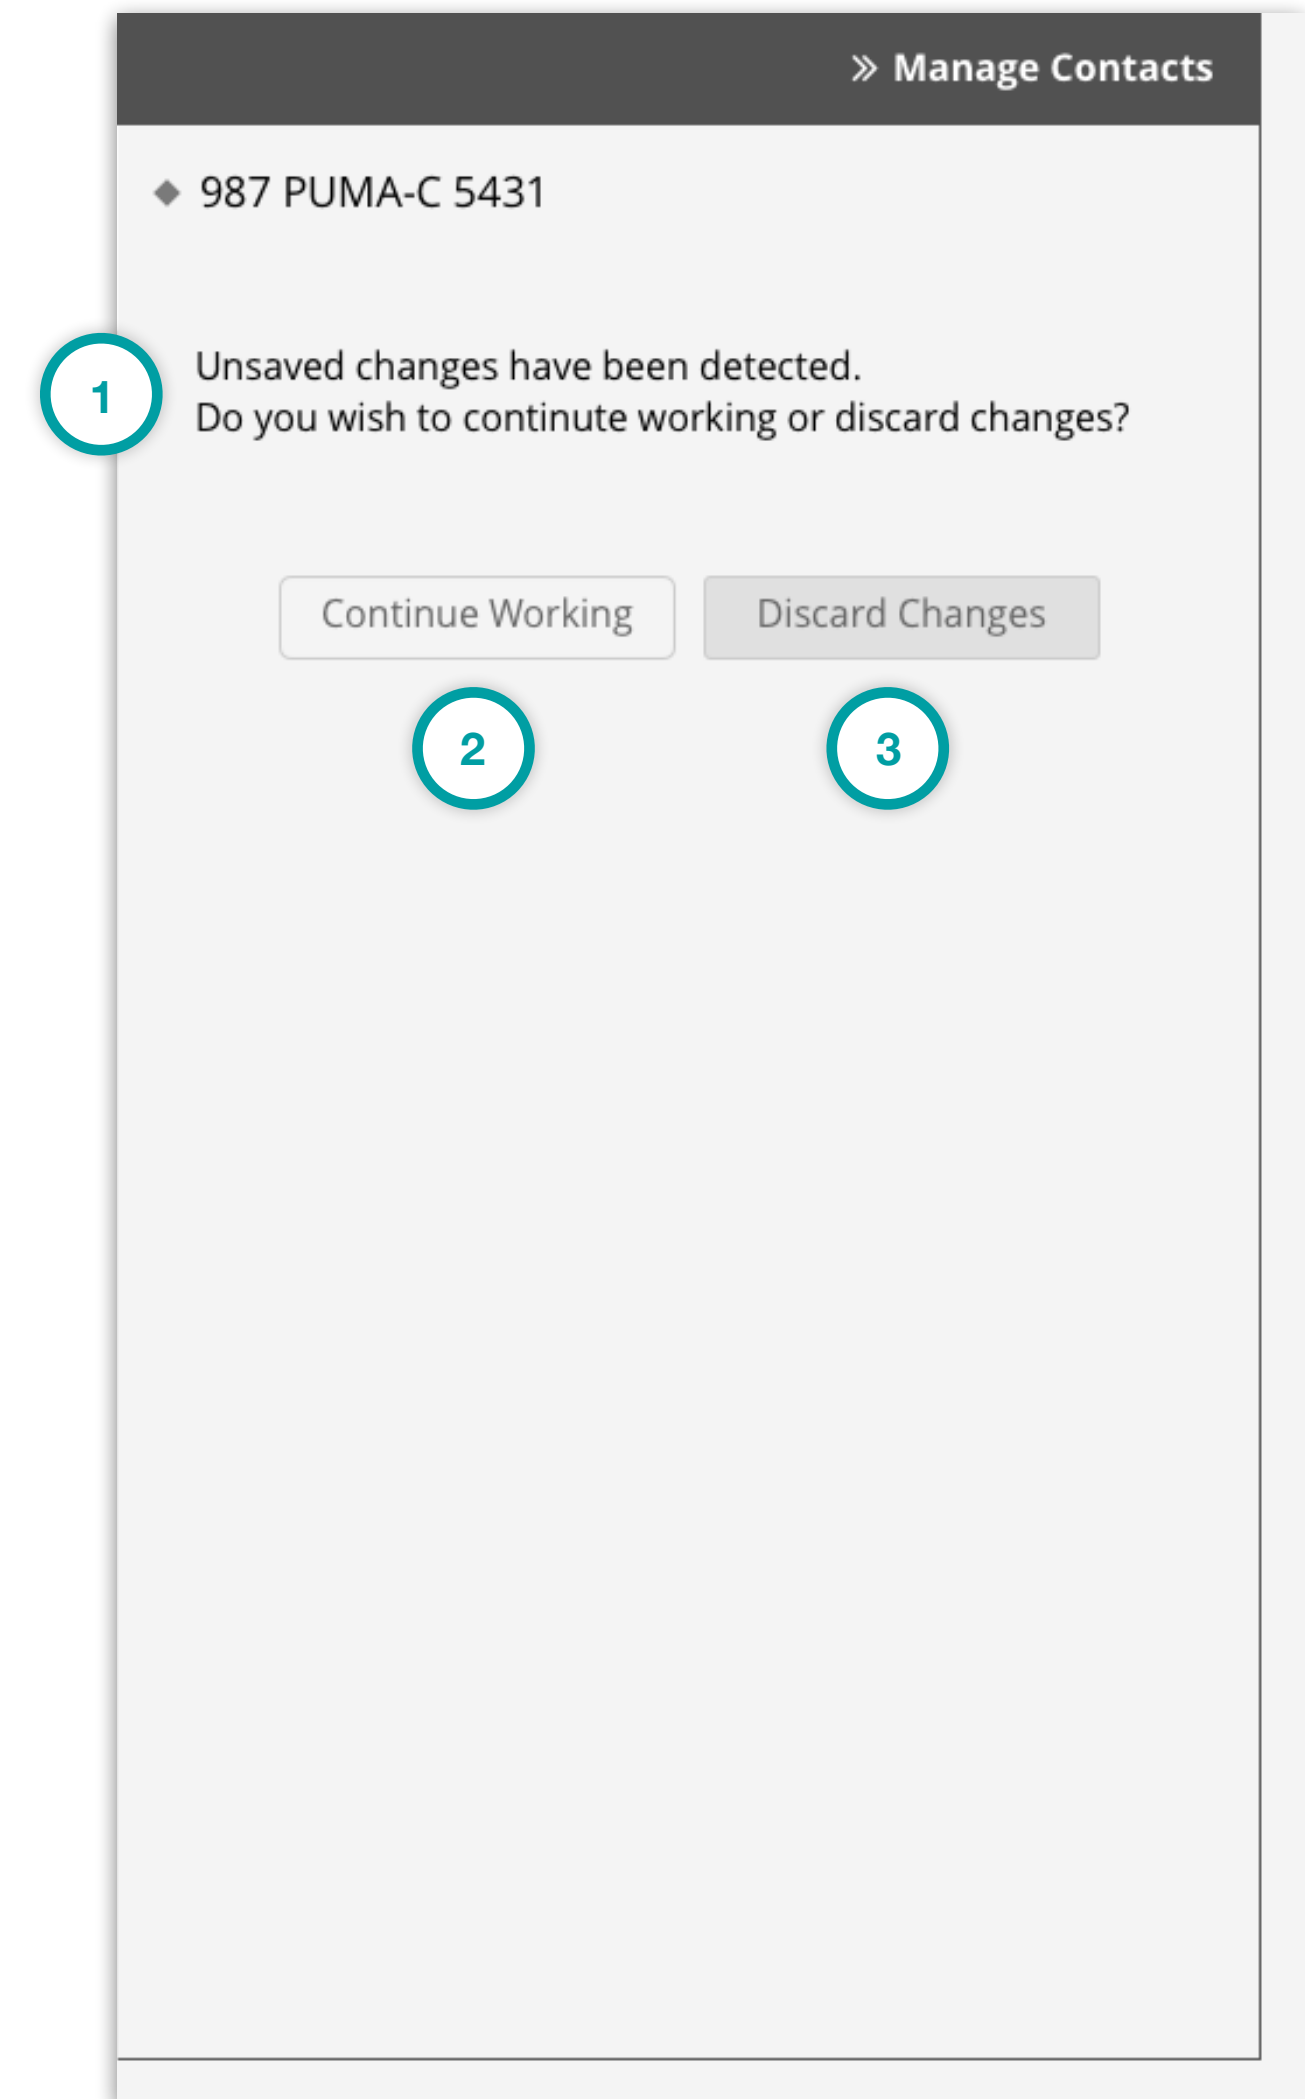 » Manage Contacts
◆ 987 PUMA-C 5431
1
Unsaved changes have been detected.
Do you wish to continute working or discard changes?
Continue Working
Discard Changes
2
3